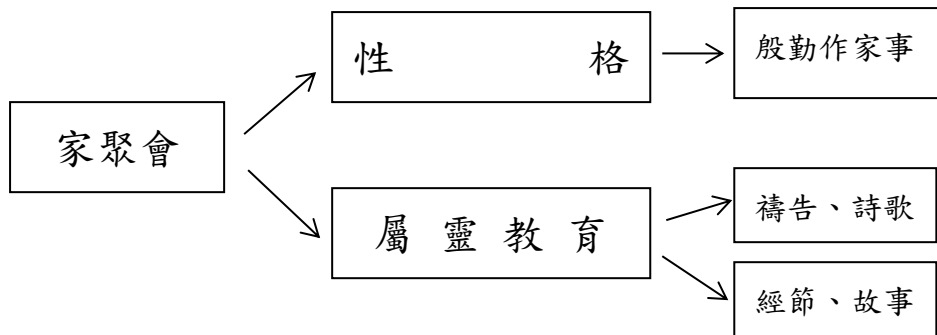 家聚會
性格
殷勤作家事
屬靈教育
禱告、詩歌
經節、故事